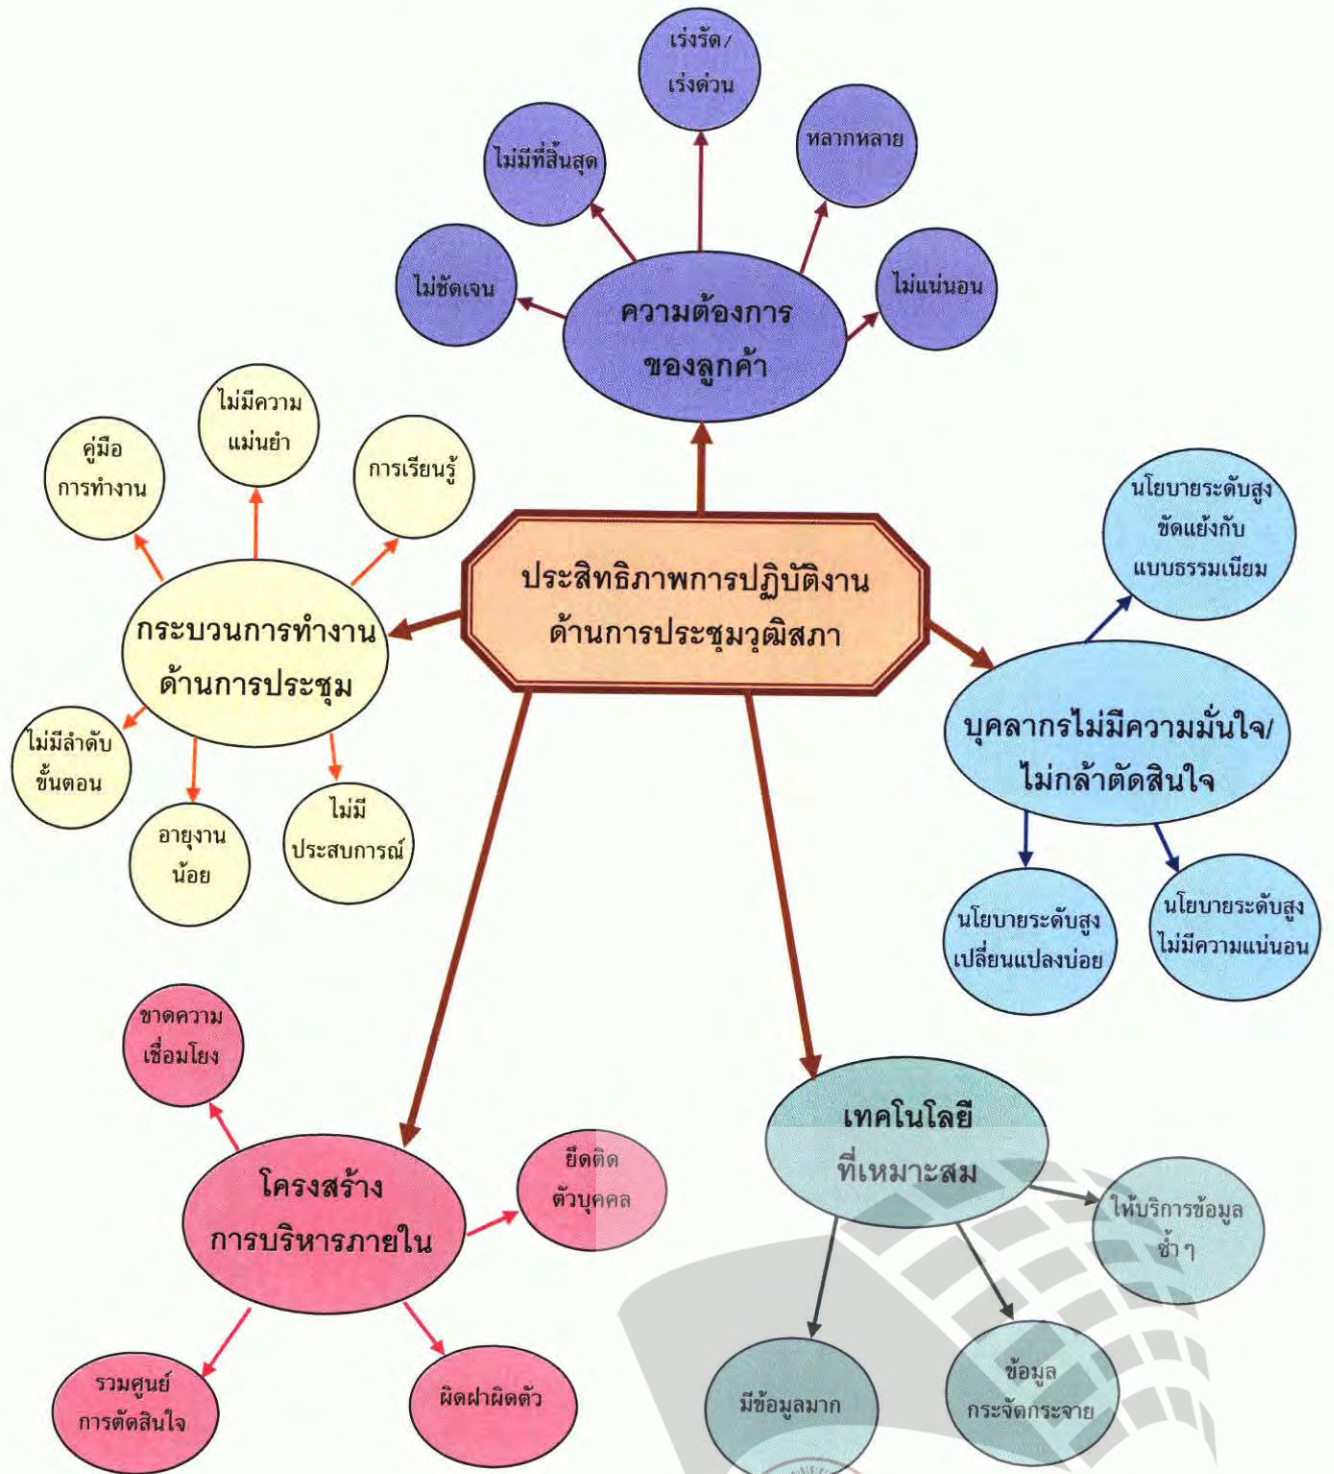 เร่งรัด/
เร่งด่วน
หลากหลาย
ไม่มีที่สิ้นสุด
ไม่ชัดเจน
ไม่แน่นอน
ความต้องการ
ของลูกค้า
ไม่มีความ
แม่นยำ
คู่มือ
การทำงาน
การเรียนรู้
กระบวนการทำงาน
ด้านการประชุม
ไม่มีลำดับ
ขั้นตอน
อายุงาน
น้อย
ไม่มี
ประสบการณ์
ประสิทธิภาพการปฏิบัติงาน
ด้านการประชุมวุฒิสภา
นโยบายระดับสูง
ขัดแย้งกับ
แบบธรรมเนียม
บุคลากรไม่มีความมั่นใจ/
ไม่กล้าตัดสินใจ
นโยบายระดับสูง
เปลี่ยนแปลงบ่อย
นโยบายระดับสูง
ไม่มีความแน่นอน
ขาดความ
เชื่อมโยง
โครงสร้าง
การบริหารภายใน
ยึดติด
ตัวบุคคล
รวมศูนย์
การตัดสินใจ
ผิดฝาผิดตัว
เทคโนโลยี
ที่เหมาะสม
ให้บริการข้อมูล
ซ้ำๆ
มีข้อมูลมาก
ข้อมูล
กระจัดกระจาย